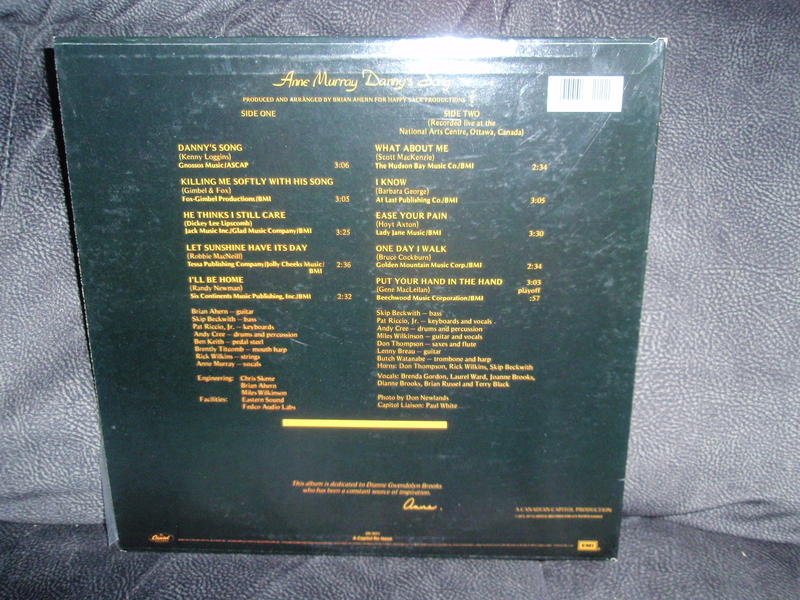 Anne Murray Danny's Song
PRODUCED AND ARRANGED BY BRIAN AHERN FOR HAPPY SACK PRODUCTIONS
SIDE ONE
DANNY'S SONG
(Kenny Loggins)
Gnossos Music/ASCAP 3:06
KILLING ME SOFTLY WITH HIS SONG
(Gimbel & Fox)
Fox-Gimbel Productions/BMI 3:05
HE THINKS I STILL CARE
(Dickey Lee Lipscomb)
Jack Music Inc./Glad Music Company/BMI 3:25
LET SUNSHINE HAVE ITS DAY
(Robbie MacNeill)
Tessa Publishing Company/Jolly Cheeks Music/ 2:36
BMI
I'LL BE HOME
(Randy Newman)
Six Continents Music Publishing, Inc./BMI 2:32
Brian Ahern — guitar
Skip Beckwith — bass
Pat Riccio, Jr. — keyboards
Andy Cree — drums and percussion
Ben Keith — pedal steel
Brently Titcomb — mouth harp
Rick Wilkins — strings
Anne Murray — vocals
Engineering: Chris Skene
Brian Ahern
Miles Wilkinson
Facilities: Eastern Sound
Fedco Audio Labs
SIDE TWO
(Recorded live at the
National Arts Centre, Ottawa, Canada)
WHAT ABOUT ME
(Scott MacKenzie)
The Hudson Bay Music Co./BMI 2:34
I KNOW
(Barbara George)
At Last Publishing Co./BMI 3:05
EASE YOUR PAIN
(Hoyt Axton)
Lady Jane Music/BMI 3:30
ONE DAY I WALK
(Bruce Cockburn)
Golden Mountain Music Corp./BMI 2:34
PUT YOUR HAND IN THE HAND 3:03
(Gene MacLellan) playoff
Beechwood Music Corporation/BMI :57
Skip Beckwith — bass
Pat Riccio, Jr. — keyboards and vocals
Andy Cree — drums and percussion
Miles Wilkinson — guitar and vocals
Don Thompson — saxes and flute
Lenny Breau — guitar
Butch Watanabe — trombone and harp
Horns: Don Thompson, Rick Wilkins, Skip Beckwith
Vocals: Brenda Gordon, Laurel Ward, Joanne Brooks,
Dianne Brooks, Brian Russel and Terry Black
Photo by Don Newlands
Capitol Liaison: Paul White
This album is dedicated to Dianne Gwendolyn Brooks
who has been a constant source of inspiration.
Anne.
A CANADIAN CAPITOL PRODUCTION
Capitol
A Capitol Re-Issue
EMI